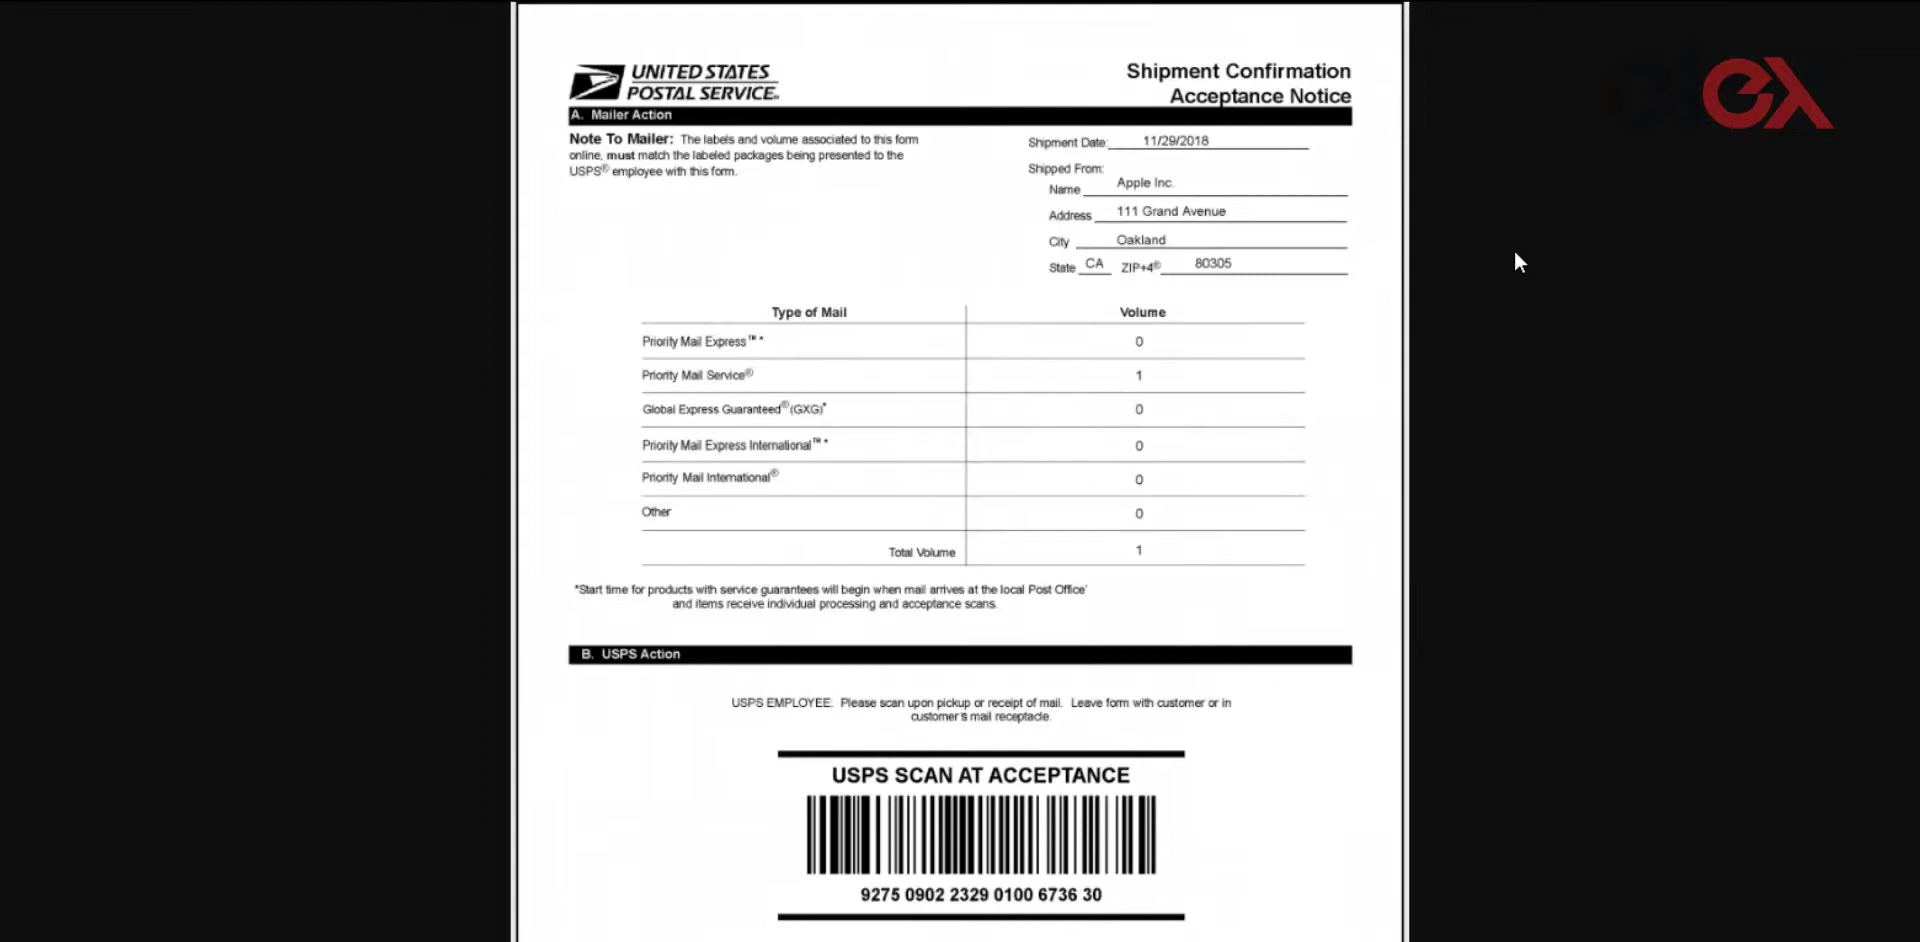 UNITED STATES
POSTAL SERVICE®
Shipment Confirmation
Acceptance Notice
A. Mailer Action
Note To Mailer: The labels and volume associated to this form
online, must match the labeled packages being presented to the
USPS® employee with this form.
Shipment Date: 11/29/2018
Shipped From:
Name Apple Inc.
Address 111 Grand Avenue
City Oakland
State CA ZIP+4® 80305
Type of Mail Volume
Priority Mail Express™ * 0
Priority Mail Service® 1
Global Express Guaranteed® (GXG)* 0
Priority Mail Express International™ * 0
Priority Mail International® 0
Other 0
Total Volume 1
*Start time for products with service guarantees will begin when mail arrives at the local Post Office'
and items receive individual processing and acceptance scans.
B. USPS Action
USPS EMPLOYEE: Please scan upon pickup or receipt of mail. Leave form with customer or in
customer's mail receptacle.
USPS SCAN AT ACCEPTANCE
9275 0902 2329 0100 6736 30
ex